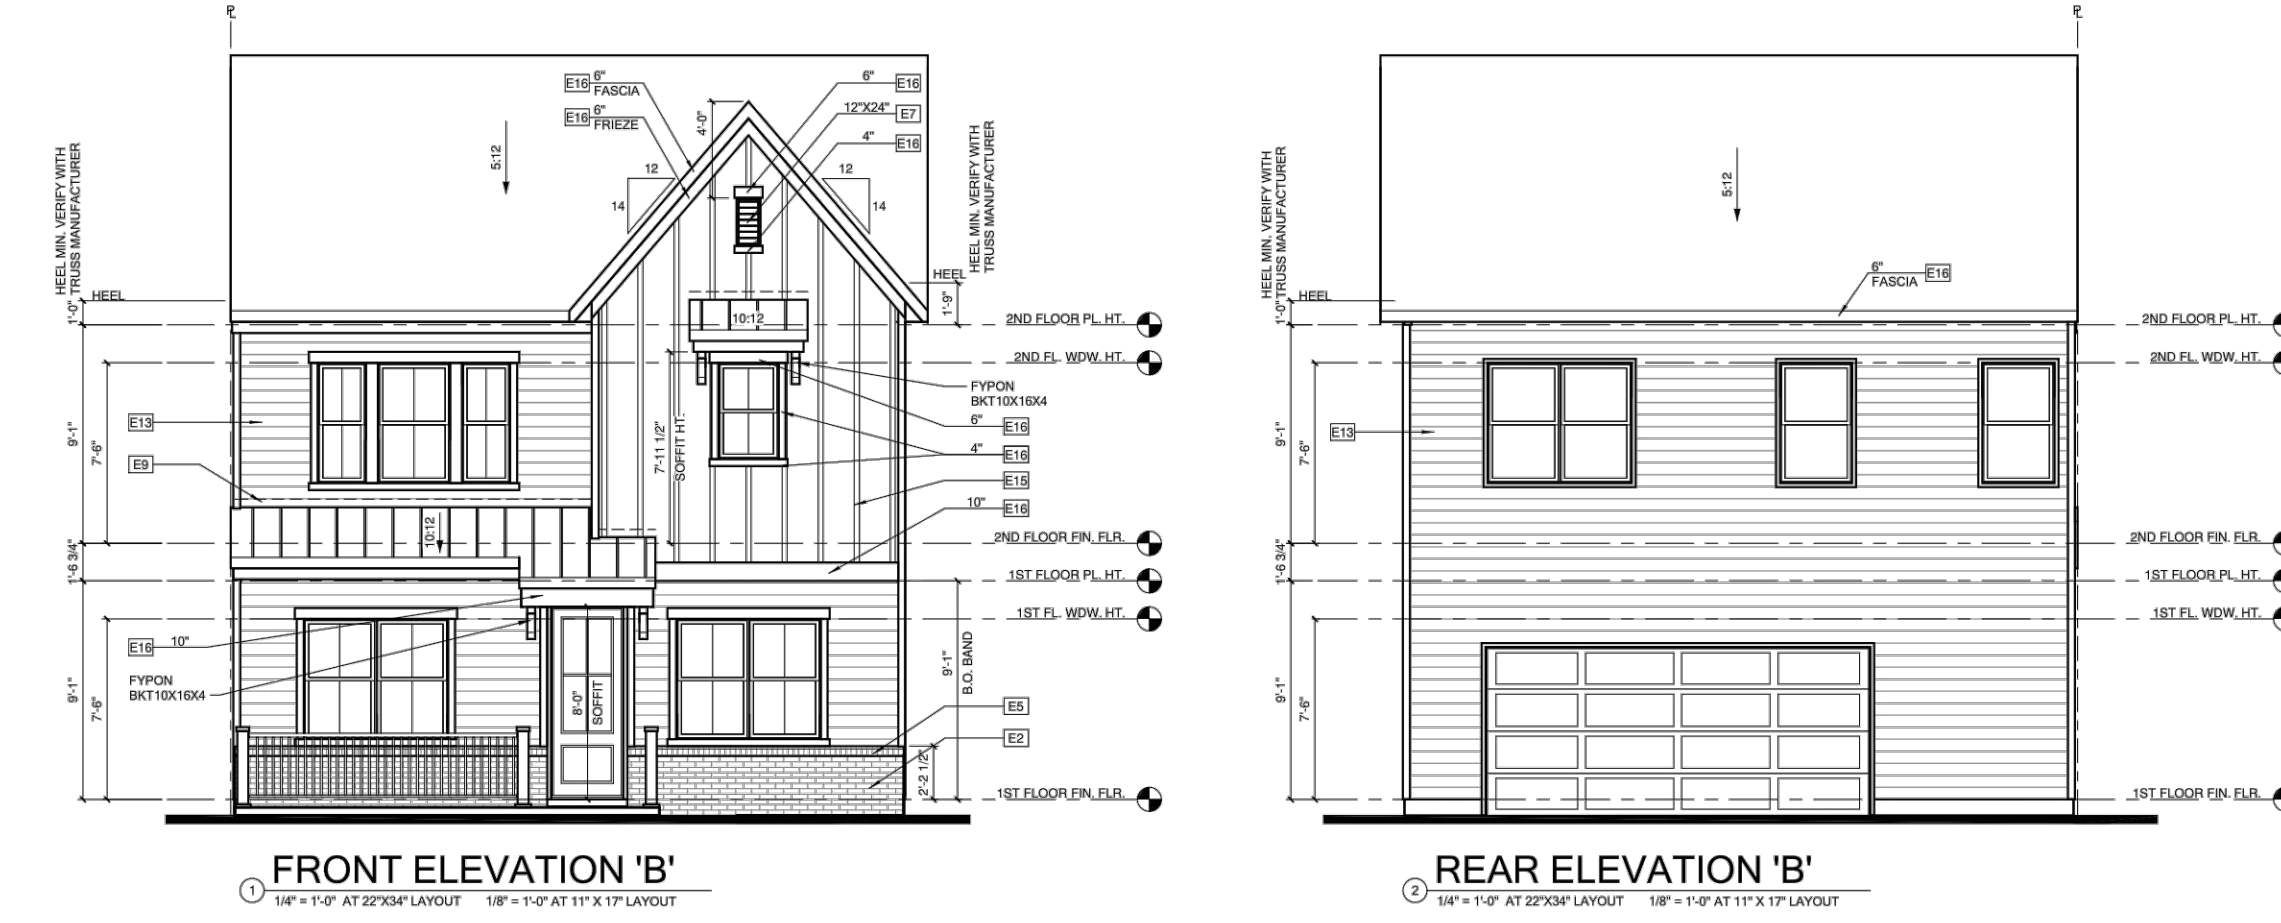 PL
E16 6"
FASCIA
E16 6"
FRIEZE
4'-0"
6" E16
12"X24" E7
4" E16
5:12
12
14
12
14
HEEL MIN. VERIFY WITH
TRUSS MANUFACTURER
HEEL
1'-0"
HEEL MIN. VERIFY WITH
TRUSS MANUFACTURER
HEEL
1'-9"
10:12
2ND FLOOR PL. HT.
2ND FL. WDW. HT.
FYPON
BKT10X16X4
6" E16
4" E16
E15
10" E16
E13
E9
9'-1"
7'-6"
7'-11 1/2"
SOFFIT HT.
10:12
2ND FLOOR FIN. FLR.
1'-6 3/4"
1ST FLOOR PL. HT.
1ST FL. WDW. HT.
E16 10"
FYPON
BKT10X16X4
9'-1"
7'-6"
8'-0"
SOFFIT
9'-1"
B.O. BAND
E5
E2
2'-2 1/2"
1ST FLOOR FIN. FLR.
1 FRONT ELEVATION 'B'
1/4" = 1'-0" AT 22"X34" LAYOUT 1/8" = 1'-0" AT 11" X 17" LAYOUT
PL
5:12
HEEL MIN. VERIFY WITH
TRUSS MANUFACTURER
HEEL
1'-0"
6"
FASCIA E16
2ND FLOOR PL. HT.
2ND FL. WDW. HT.
E13
9'-1"
7'-6"
2ND FLOOR FIN. FLR.
1'-6 3/4"
1ST FLOOR PL. HT.
1ST FL. WDW. HT.
9'-1"
7'-6"
1ST FLOOR FIN. FLR.
2 REAR ELEVATION 'B'
1/4" = 1'-0" AT 22"X34" LAYOUT 1/8" = 1'-0" AT 11" X 17" LAYOUT